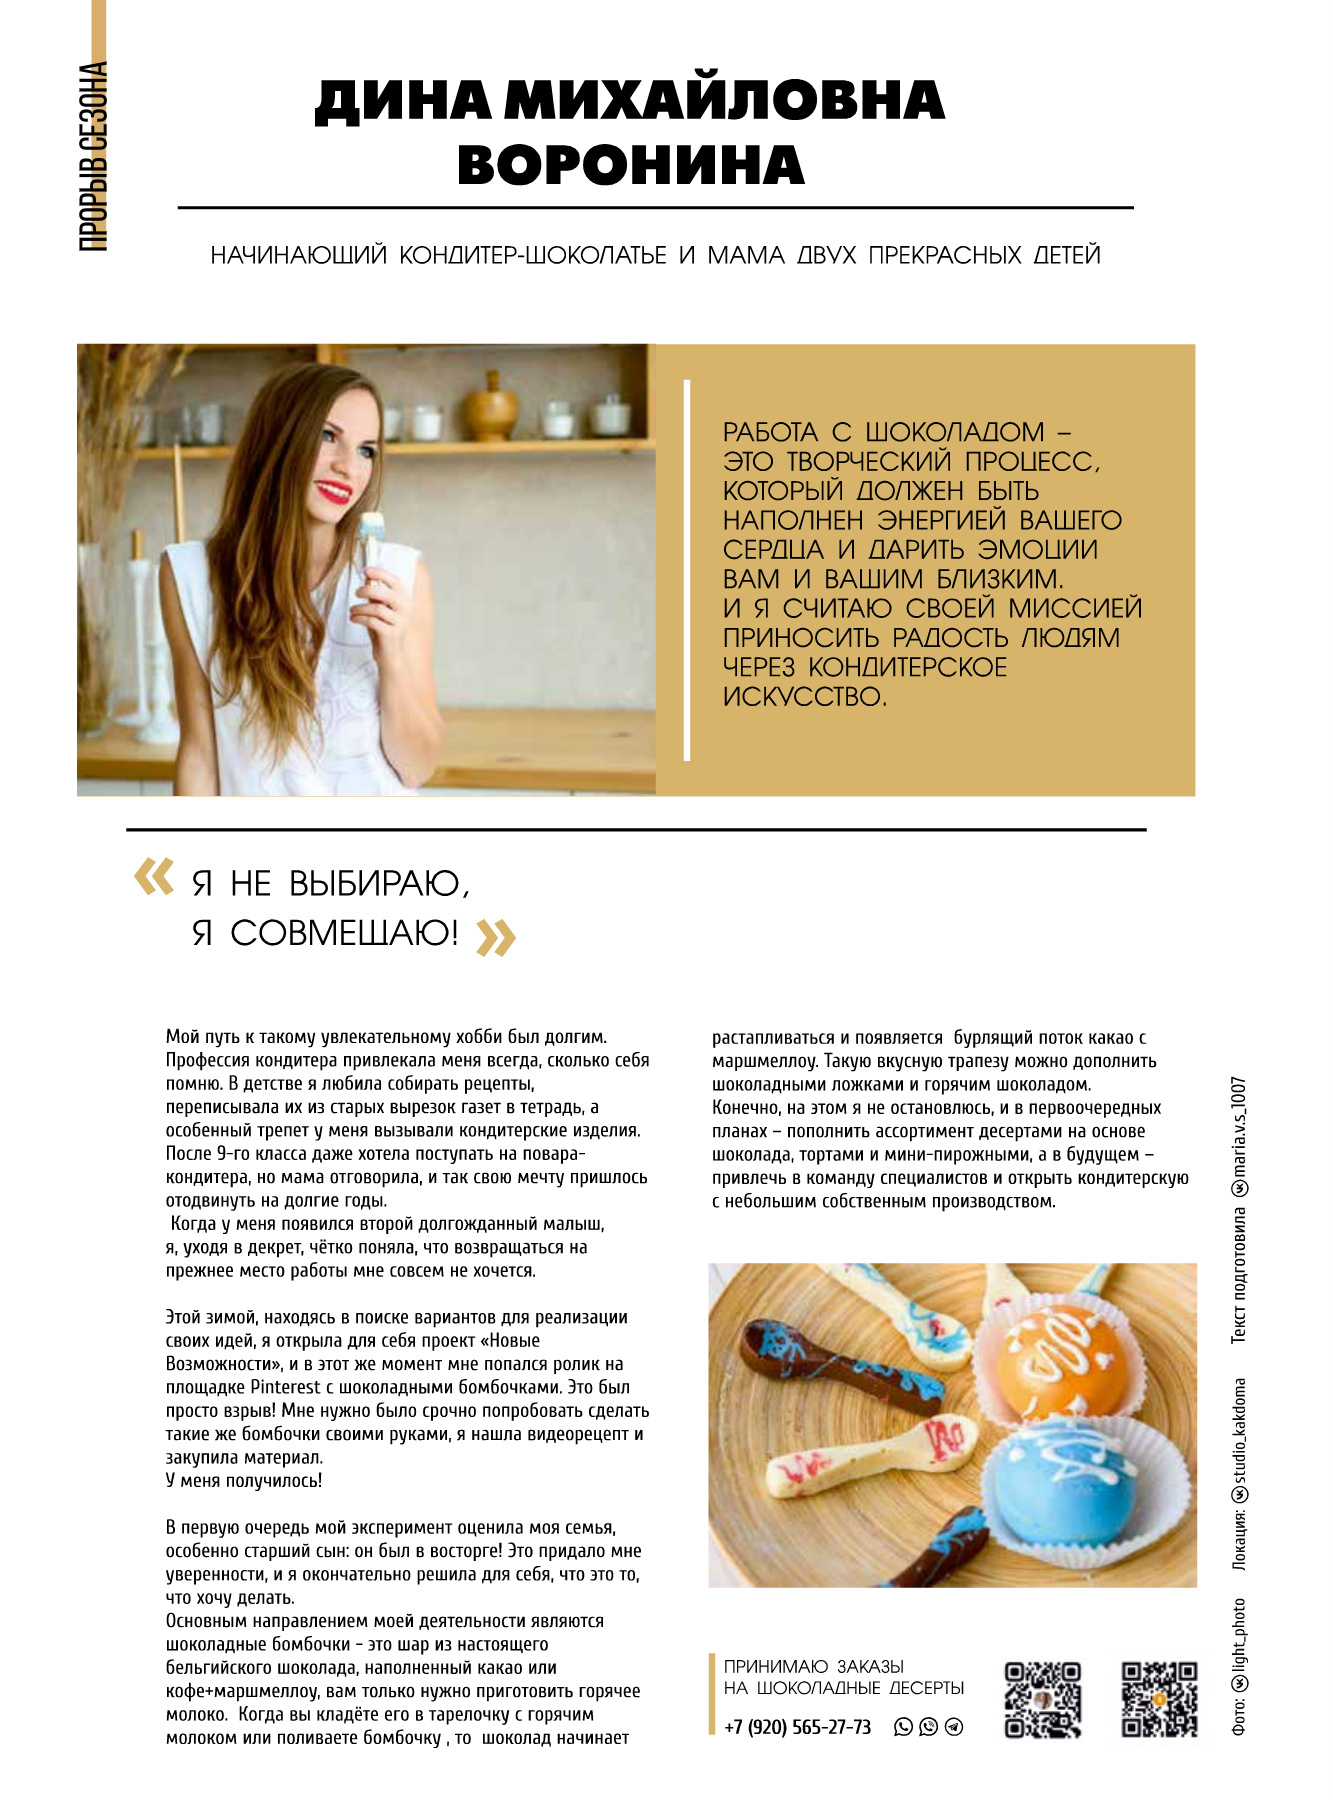 ПРОРЫВ СЕЗОНА
ДИНА МИХАЙЛОВНА
ВОРОНИНА
НАЧИНАЮЩИЙ КОНДИТЕР-ШОКОЛАТЬЕ И МАМА ДВУХ ПРЕКРАСНЫХ ДЕТЕЙ
РАБОТА С ШОКОЛАДОМ –
ЭТО ТВОРЧЕСКИЙ ПРОЦЕСС,
КОТОРЫЙ ДОЛЖЕН БЫТЬ
НАПОЛНЕН ЭНЕРГИЕЙ ВАШЕГО
СЕРДЦА И ДАРИТЬ ЭМОЦИИ
ВАМ И ВАШИМ БЛИЗКИМ.
И Я СЧИТАЮ СВОЕЙ МИССИЕЙ
ПРИНОСИТЬ РАДОСТЬ ЛЮДЯМ
ЧЕРЕЗ КОНДИТЕРСКОЕ
ИСКУССТВО.
« Я НЕ ВЫБИРАЮ,
Я СОВМЕЩАЮ! »
Мой путь к такому увлекательному хобби был долгим.
Профессия кондитера привлекала меня всегда, сколько себя
помню. В детстве я любила собирать рецепты,
переписывала их из старых вырезок газет в тетрадь, а
особенный трепет у меня вызывали кондитерские изделия.
После 9-го класса даже хотела поступать на повара-
кондитера, но мама отговорила, и так свою мечту пришлось
отодвинуть на долгие годы.
Когда у меня появился второй долгожданный малыш,
я, уходя в декрет, чётко поняла, что возвращаться на
прежнее место работы мне совсем не хочется.
Этой зимой, находясь в поиске вариантов для реализации
своих идей, я открыла для себя проект «Новые
Возможности», и в этот же момент мне попался ролик на
площадке Pinterest с шоколадными бомбочками. Это был
просто взрыв! Мне нужно было срочно попробовать сделать
такие же бомбочки своими руками, я нашла видеорецепт и
закупила материал.
У меня получилось!
В первую очередь мой эксперимент оценила моя семья,
особенно старший сын: он был в восторге! Это придало мне
уверенности, и я окончательно решила для себя, что это то,
что хочу делать.
Основным направлением моей деятельности являются
шоколадные бомбочки - это шар из настоящего
бельгийского шоколада, наполненный какао или
кофе+маршмеллоу, вам только нужно приготовить горячее
молоко. Когда вы кладёте его в тарелочку с горячим
молоком или поливаете бомбочку , то шоколад начинает
растапливаться и появляется бурлящий поток какао с
маршмеллоу. Такую вкусную трапезу можно дополнить
шоколадными ложками и горячим шоколадом.
Конечно, на этом я не остановлюсь, и в первоочередных
планах – пополнить ассортимент десертами на основе
шоколада, тортами и мини-пирожными, а в будущем –
привлечь в команду специалистов и открыть кондитерскую
с небольшим собственным производством.
ПРИНИМАЮ ЗАКАЗЫ
НА ШОКОЛАДНЫЕ ДЕСЕРТЫ
+7 (920) 565-27-73
Фото: light_photo Локация: studio_kakdoma Текст подготовила maria.v.s_1007